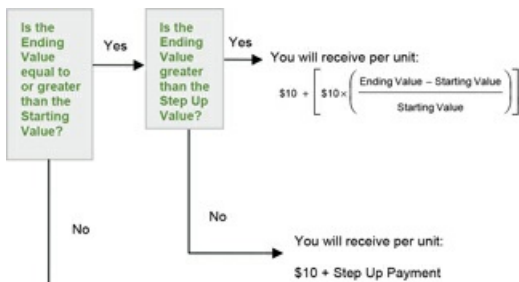 Is the
Ending
Value
equal to
or greater
than the
Starting
Value?
Yes
Is the
Ending
Value
greater
than the
Step Up
Value?
Yes
You will receive per unit:
$10 + [ $10 × ( Ending Value – Starting Value
Starting Value ) ]
No
No
You will receive per unit:
$10 + Step Up Payment